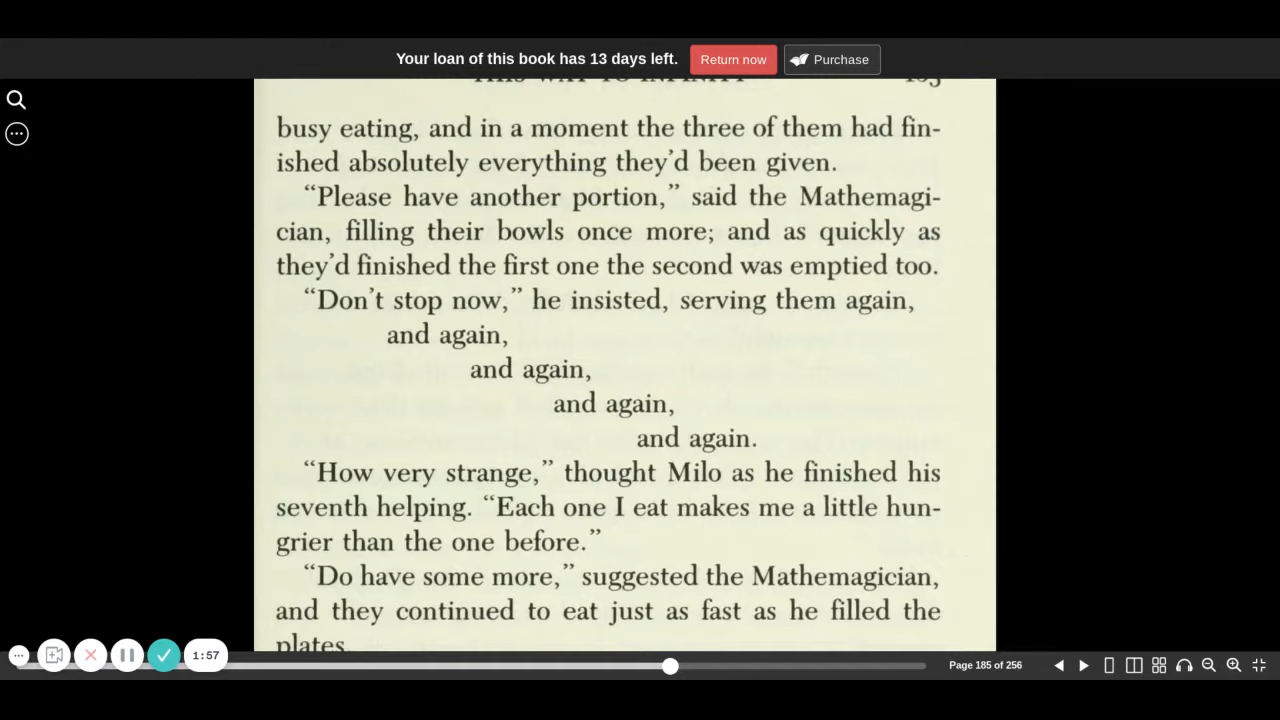 Your loan of this book has 13 days left. Return now Purchase
busy eating, and in a moment the three of them had fin-
ished absolutely everything they’d been given.
“Please have another portion,” said the Mathemagi-
cian, filling their bowls once more; and as quickly as
they’d finished the first one the second was emptied too.
“Don’t stop now,” he insisted, serving them again,
and again,
and again,
and again,
and again.
“How very strange,” thought Milo as he finished his
seventh helping. “Each one I eat makes me a little hun-
grier than the one before.”
“Do have some more,” suggested the Mathemagician,
and they continued to eat just as fast as he filled the
plates.
1:57
Page 185 of 256